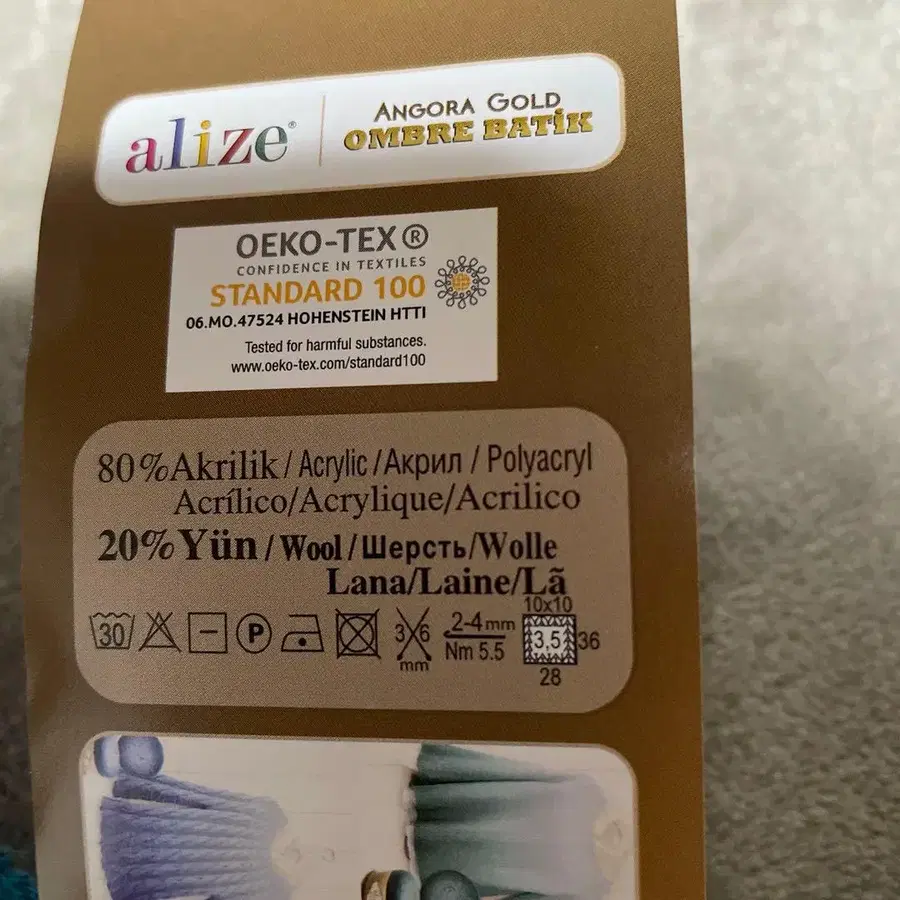 alize®
ANGORA GOLD
OMBRE BATİK
OEKO-TEX®
CONFIDENCE IN TEXTILES
STANDARD 100
06.MO.47524 HOHENSTEIN HTTI
Tested for harmful substances.
www.oeko-tex.com/standard100
80%Akrilik / Acrylic / Акрил / Polyacryl
Acrílico/Acrylique/Acrilico
20% Yün / Wool / Шерсть/Wolle
Lana/Laine/Lã
30 P 3 6 mm 2-4 mm Nm 5.5 10x10 3,5 36 28